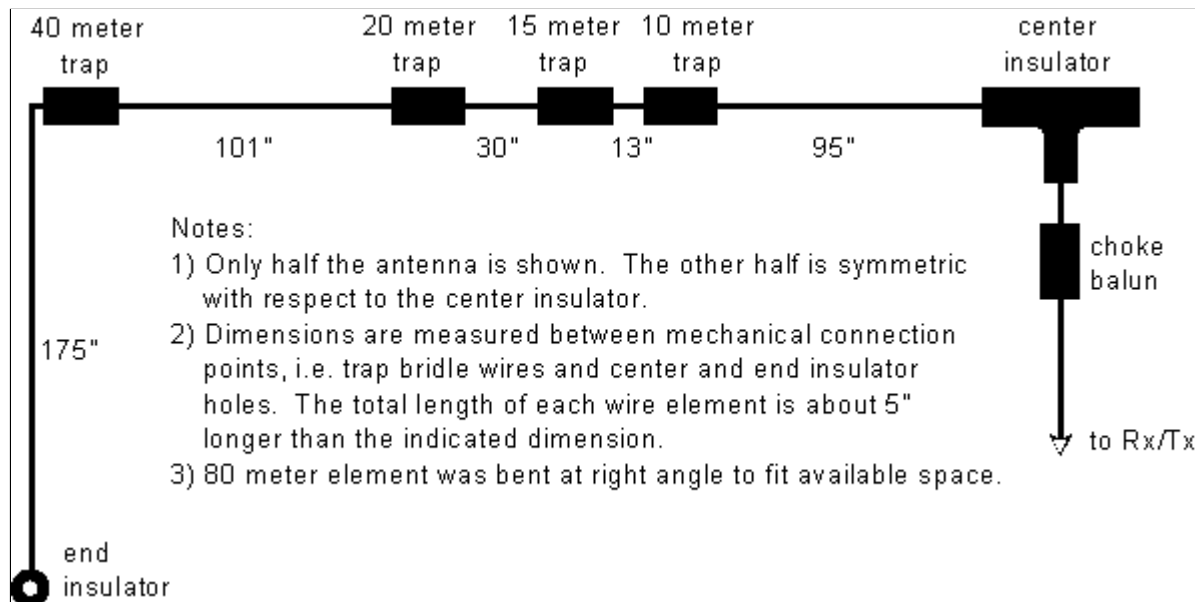 40 meter
trap
20 meter
trap
15 meter
trap
10 meter
trap
center
insulator
101"
30"
13"
95"
Notes:
1) Only half the antenna is shown.  The other half is symmetric
with respect to the center insulator.
2) Dimensions are measured between mechanical connection
points, i.e. trap bridle wires and center and end insulator
holes.  The total length of each wire element is about 5"
longer than the indicated dimension.
3) 80 meter element was bent at right angle to fit available space.
175"
choke
balun
to Rx/Tx
end
insulator